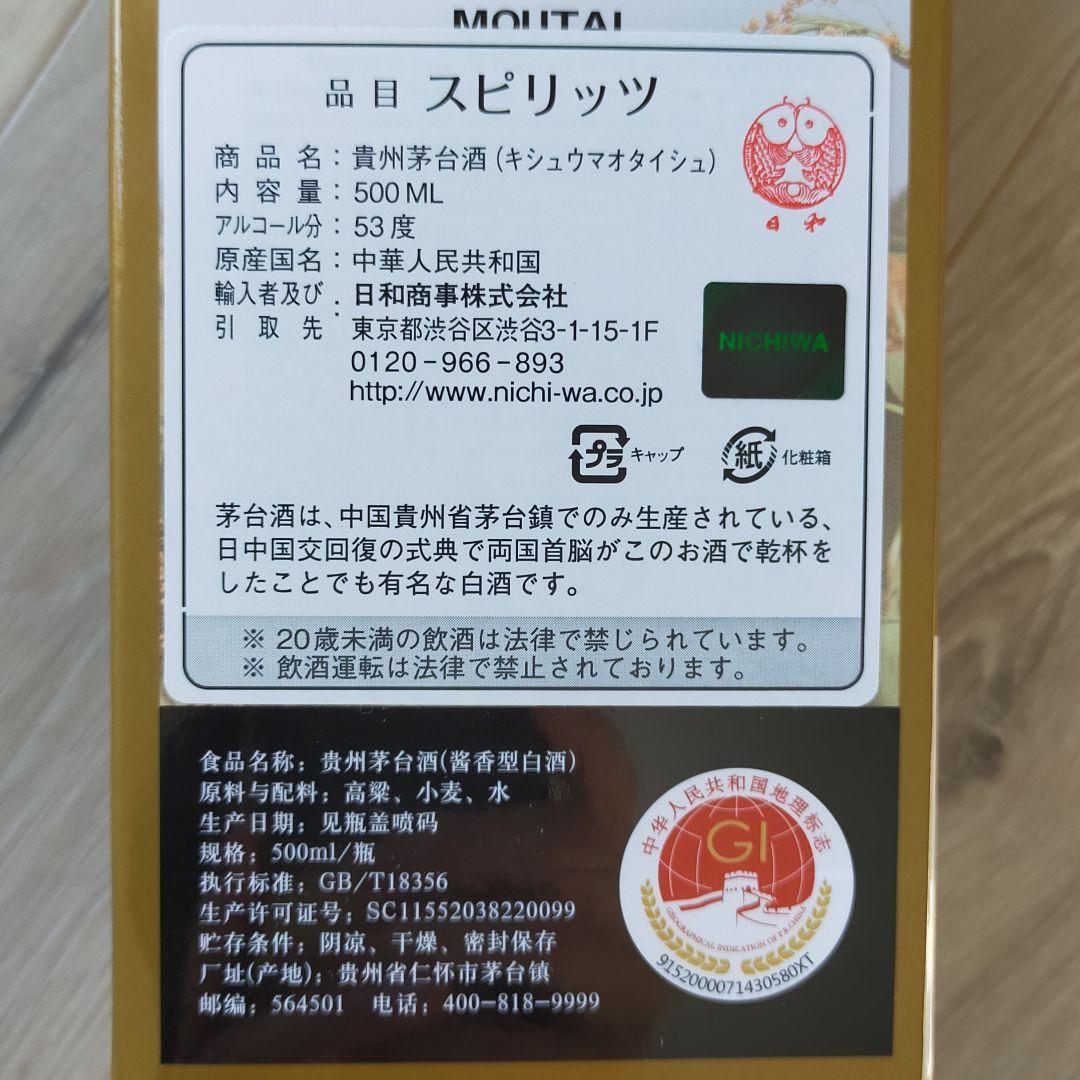 MOUTAI
品目 スピリッツ
商品名：貴州茅台酒（キシュウマオタイシュ）
内容量：500ML
アルコール分：53度
原産国名：中華人民共和国
輸入者及び引取先：日和商事株式会社
東京都渋谷区渋谷3-1-15-1F
0120-966-893
http://www.nichi-wa.co.jp
日和
NICHIWA
プラ キャップ
紙 化粧箱
茅台酒は、中国貴州省茅台鎮でのみ生産されている、
日中国交回復の式典で両国首脳がこのお酒で乾杯を
したことでも有名な白酒です。
※ 20歳未満の飲酒は法律で禁じられています。
※ 飲酒運転は法律で禁止されております。
食品名称：贵州茅台酒(酱香型白酒)
原料与配料：高粱、小麦、水
生产日期：见瓶盖喷码
规格：500ml/瓶
执行标准：GB/T18356
生产许可证号：SC11552038220099
贮存条件：阴凉、干燥、密封保存
厂址(产地)：贵州省仁怀市茅台镇
邮编：564501 电话：400-818-9999
中华人民共和国地理标志
GI
GEOGRAPHICAL INDICATION OF P.R.CHINA
9152000071430580XT